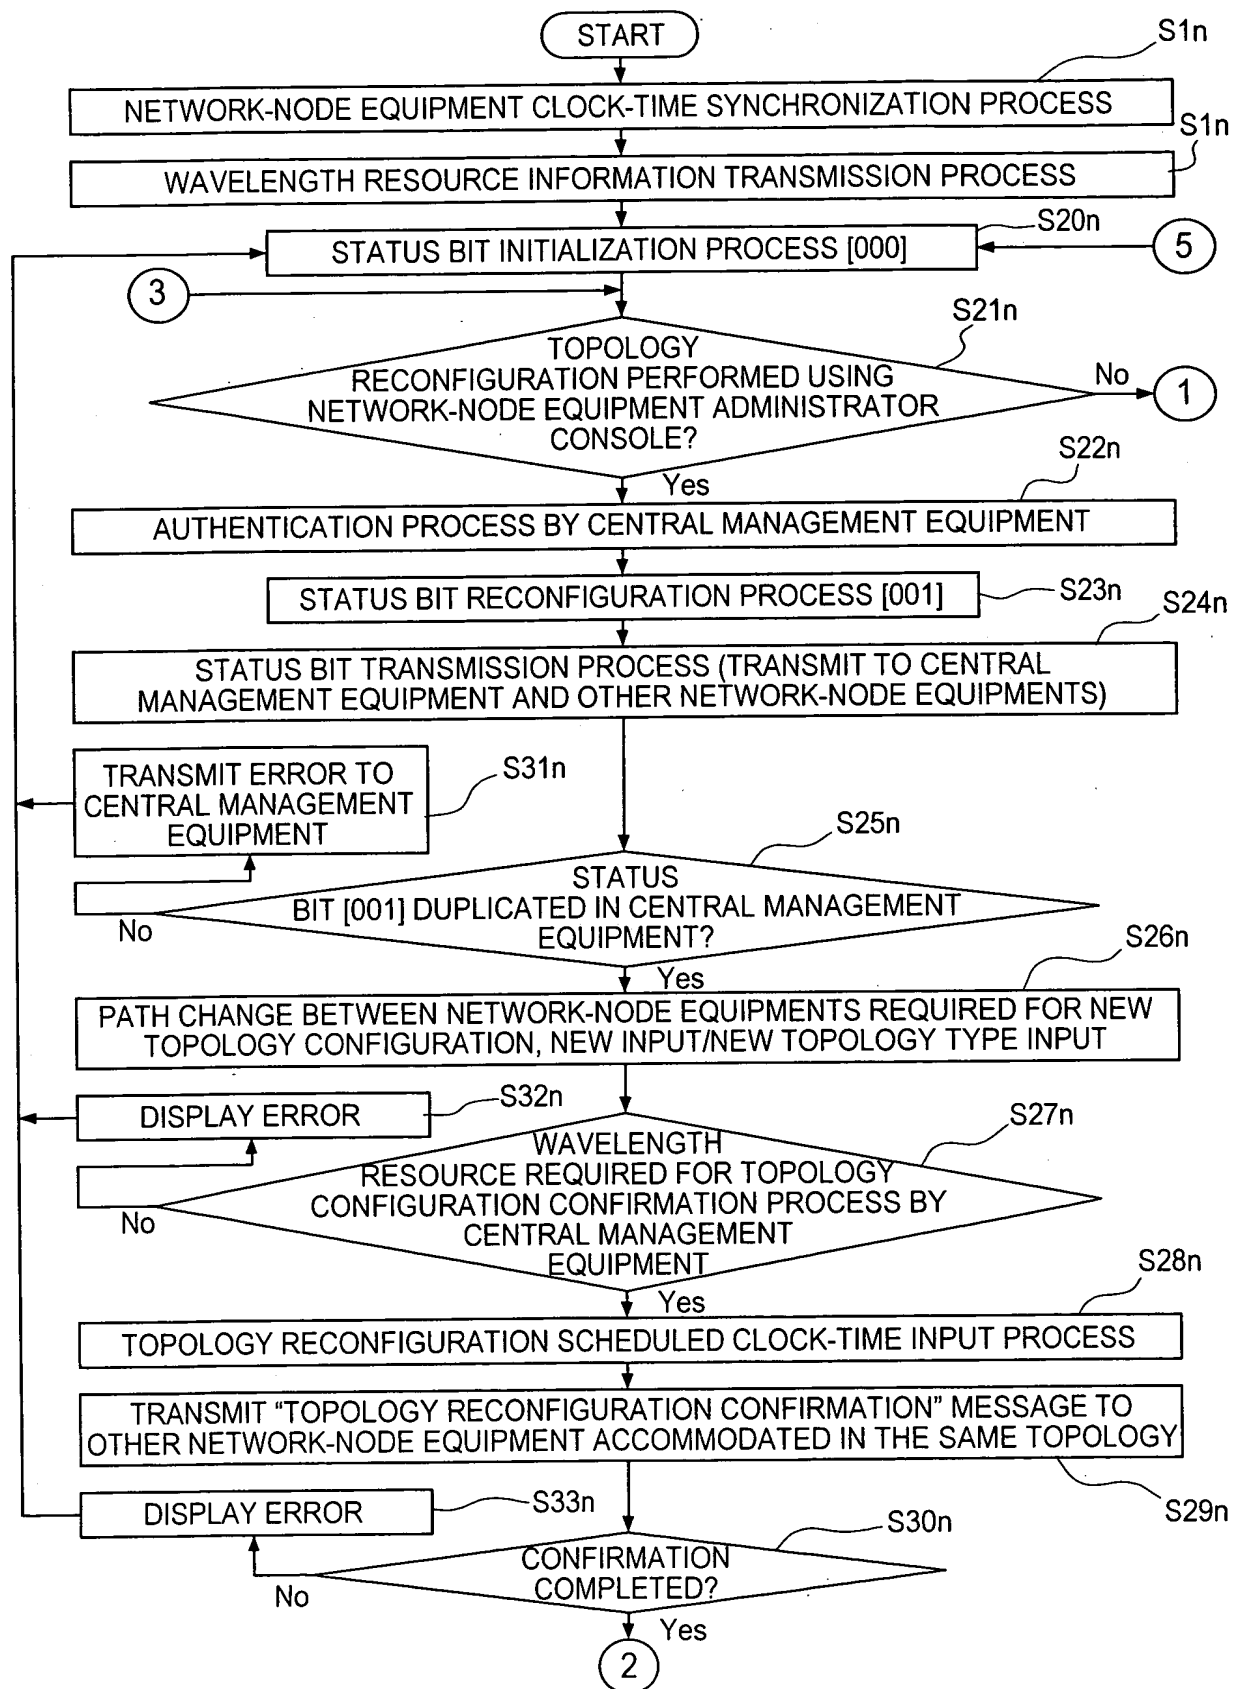 START
S1n
NETWORK-NODE EQUIPMENT CLOCK-TIME SYNCHRONIZATION PROCESS
S1n
WAVELENGTH RESOURCE INFORMATION TRANSMISSION PROCESS
S20n
STATUS BIT INITIALIZATION PROCESS [000]
5
3
S21n
TOPOLOGY
RECONFIGURATION PERFORMED USING
NETWORK-NODE EQUIPMENT ADMINISTRATOR
CONSOLE?
No
1
Yes
S22n
AUTHENTICATION PROCESS BY CENTRAL MANAGEMENT EQUIPMENT
STATUS BIT RECONFIGURATION PROCESS [001]
S23n
S24n
STATUS BIT TRANSMISSION PROCESS (TRANSMIT TO CENTRAL
MANAGEMENT EQUIPMENT AND OTHER NETWORK-NODE EQUIPMENTS)
TRANSMIT ERROR TO
CENTRAL MANAGEMENT
EQUIPMENT
S31n
S25n
STATUS
BIT [001] DUPLICATED IN CENTRAL MANAGEMENT
EQUIPMENT?
No
Yes
S26n
PATH CHANGE BETWEEN NETWORK-NODE EQUIPMENTS REQUIRED FOR NEW
TOPOLOGY CONFIGURATION, NEW INPUT/NEW TOPOLOGY TYPE INPUT
DISPLAY ERROR
S32n
S27n
WAVELENGTH
RESOURCE REQUIRED FOR TOPOLOGY
CONFIGURATION CONFIRMATION PROCESS BY
CENTRAL MANAGEMENT
EQUIPMENT
No
Yes
S28n
TOPOLOGY RECONFIGURATION SCHEDULED CLOCK-TIME INPUT PROCESS
TRANSMIT "TOPOLOGY RECONFIGURATION CONFIRMATION" MESSAGE TO
OTHER NETWORK-NODE EQUIPMENT ACCOMMODATED IN THE SAME TOPOLOGY
S29n
DISPLAY ERROR
S33n
S30n
CONFIRMATION
COMPLETED?
No
Yes
2